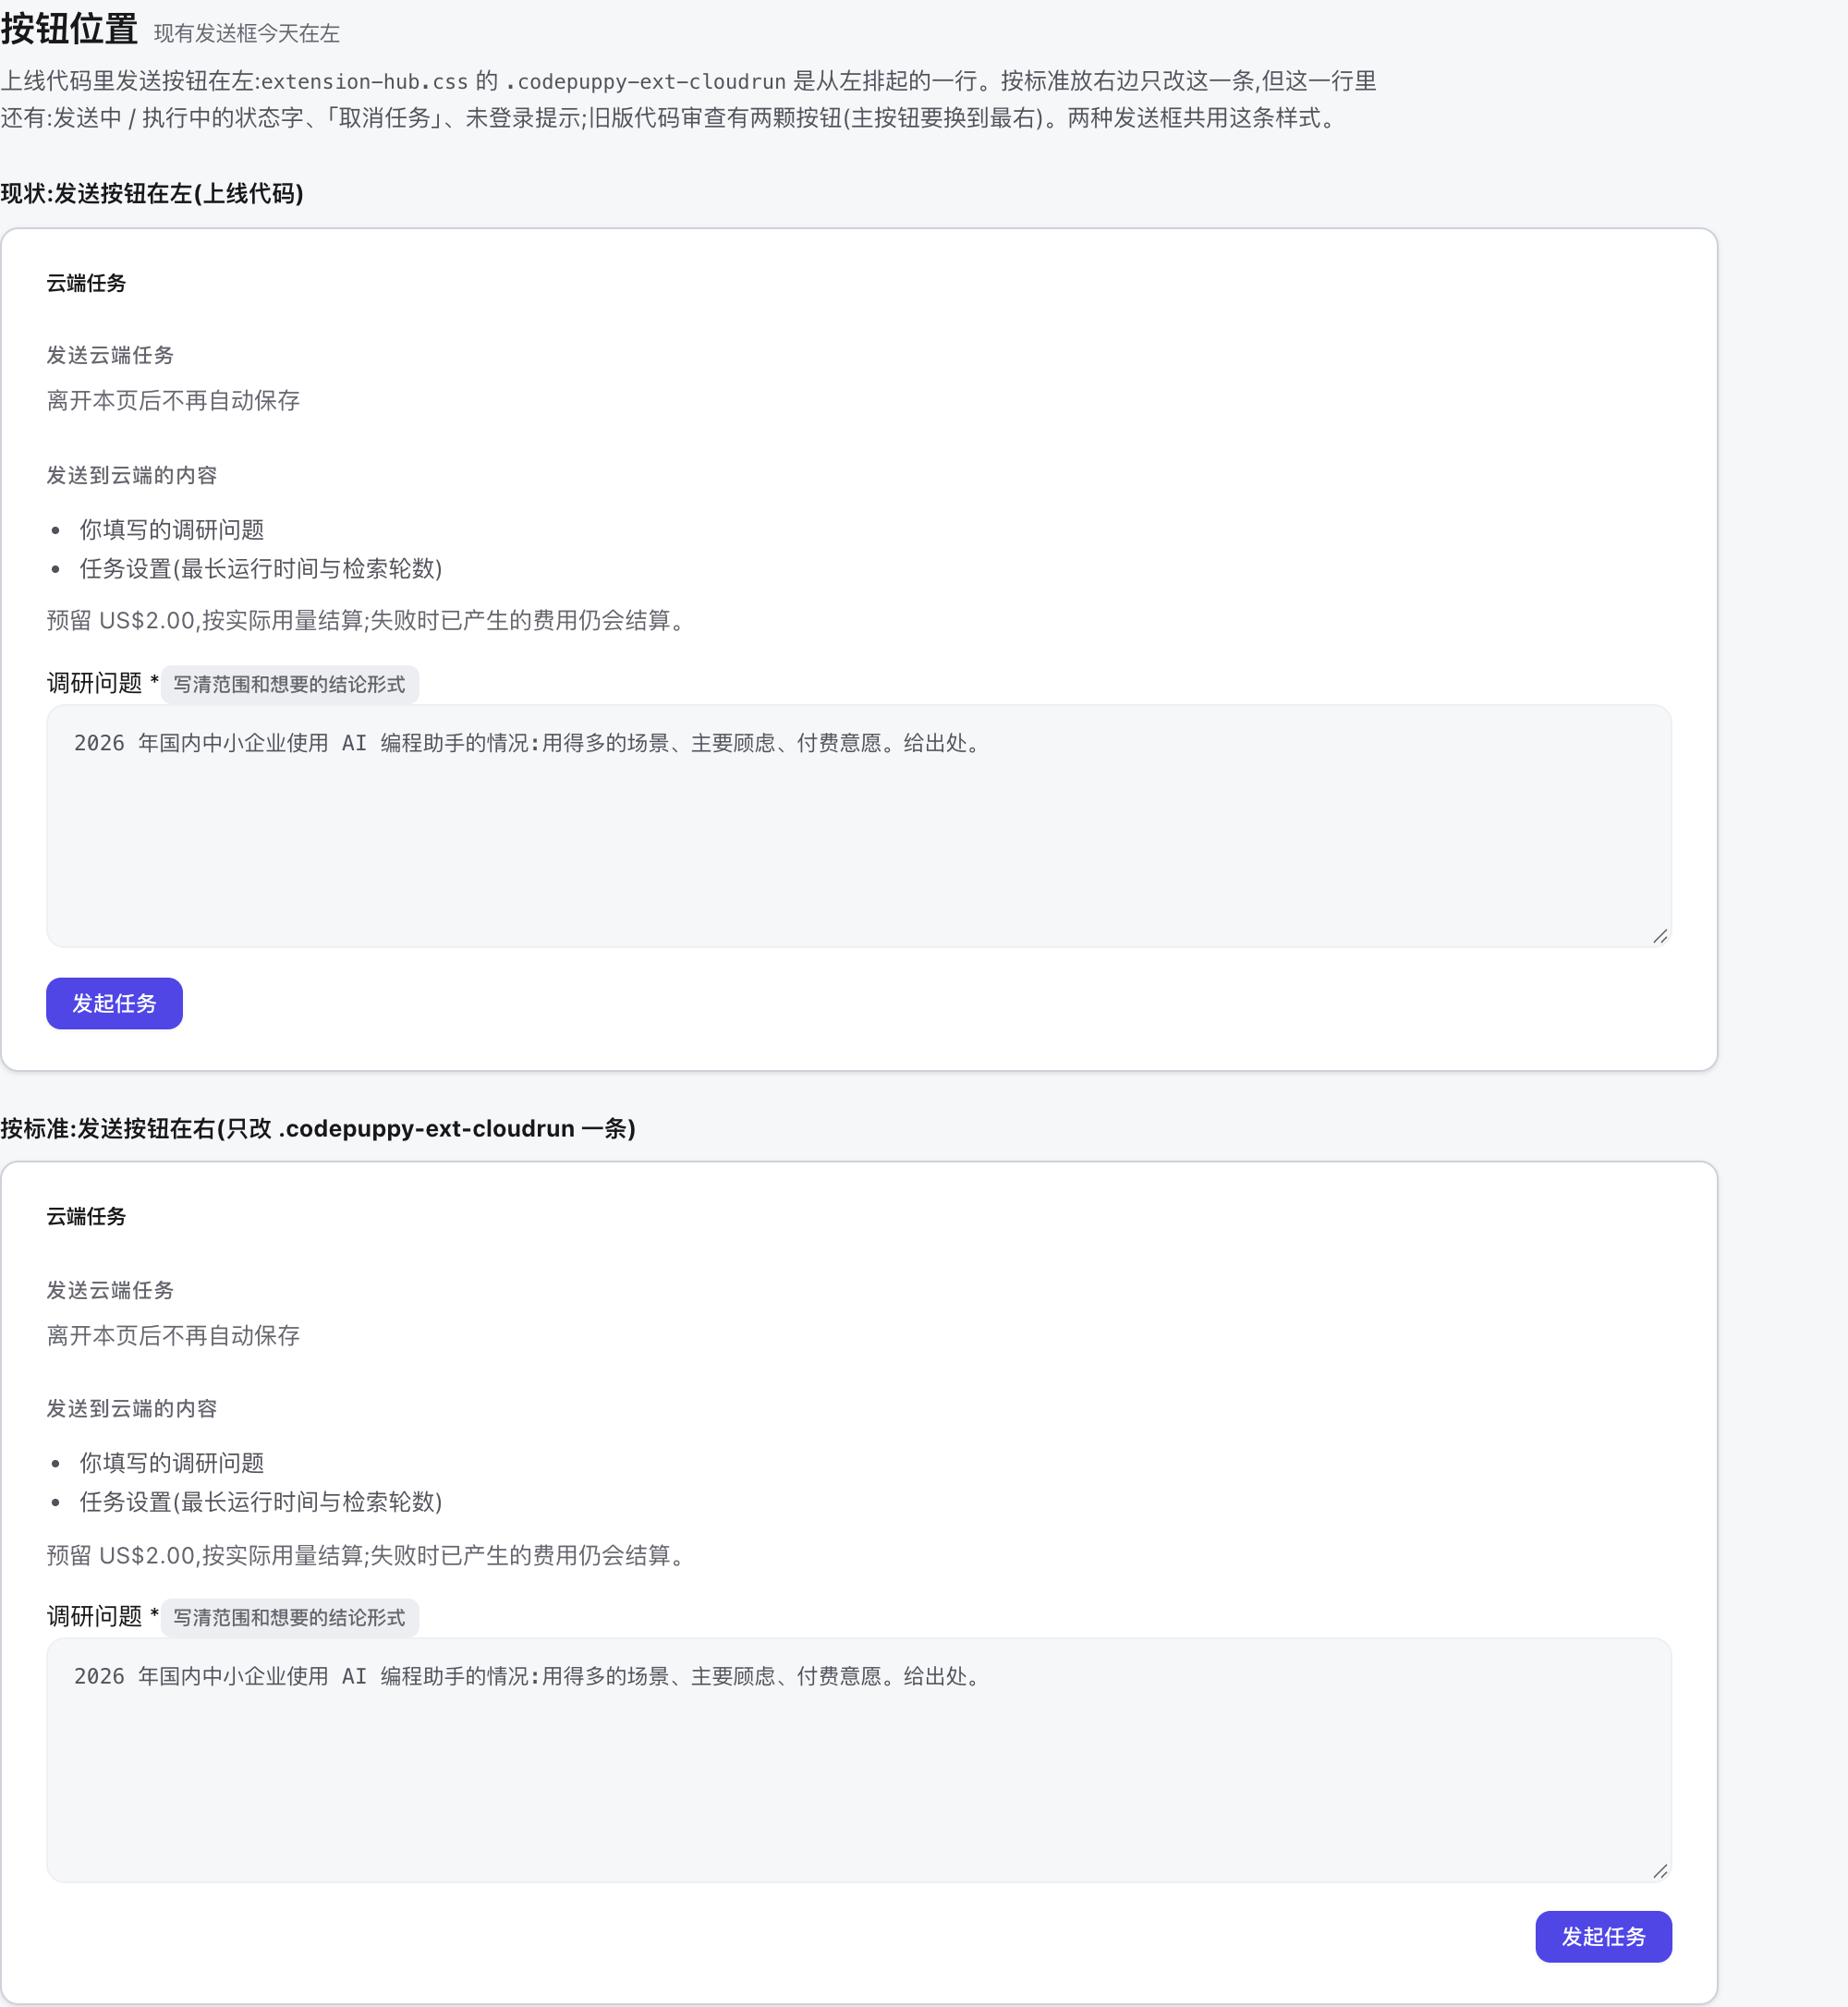 按钮位置 现有发送框今天在左
上线代码里发送按钮在左:extension-hub.css 的 .codepuppy-ext-cloudrun 是从左排起的一行。按标准放右边只改这一条,但这一行里
还有:发送中 / 执行中的状态字、「取消任务」、未登录提示;旧版代码审查有两颗按钮(主按钮要换到最右)。两种发送框共用这条样式。
现状:发送按钮在左(上线代码)
云端任务
发送云端任务
离开本页后不再自动保存
发送到云端的内容
• 你填写的调研问题
• 任务设置(最长运行时间与检索轮数)
预留 US$2.00,按实际用量结算;失败时已产生的费用仍会结算。
调研问题 * 写清范围和想要的结论形式
2026 年国内中小企业使用 AI 编程助手的情况:用得多的场景、主要顾虑、付费意愿。给出处。
发起任务
按标准:发送按钮在右(只改 .codepuppy-ext-cloudrun 一条)
云端任务
发送云端任务
离开本页后不再自动保存
发送到云端的内容
• 你填写的调研问题
• 任务设置(最长运行时间与检索轮数)
预留 US$2.00,按实际用量结算;失败时已产生的费用仍会结算。
调研问题 * 写清范围和想要的结论形式
2026 年国内中小企业使用 AI 编程助手的情况:用得多的场景、主要顾虑、付费意愿。给出处。
发起任务